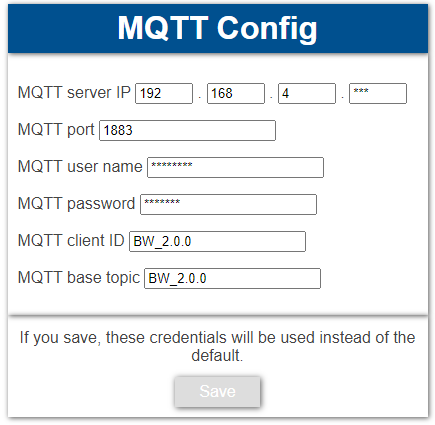 MQTT Config
MQTT server IP 192 . 168 . 4 . ***
MQTT port 1883
MQTT user name ********
MQTT password *******
MQTT client ID BW_2.0.0
MQTT base topic BW_2.0.0
If you save, these credentials will be used instead of the
default.
Save